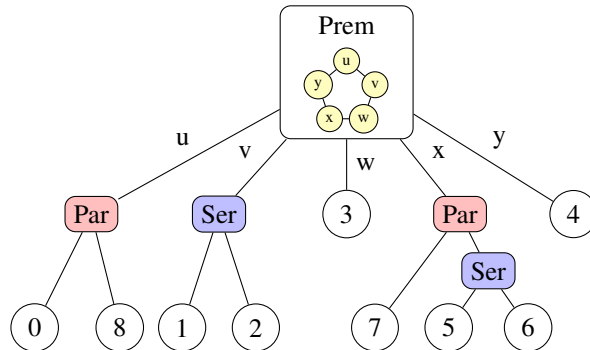 Prem
u
y v
x w
u v w x y
Par Ser 3 Par 4
Ser
0 8 1 2 7 5 6